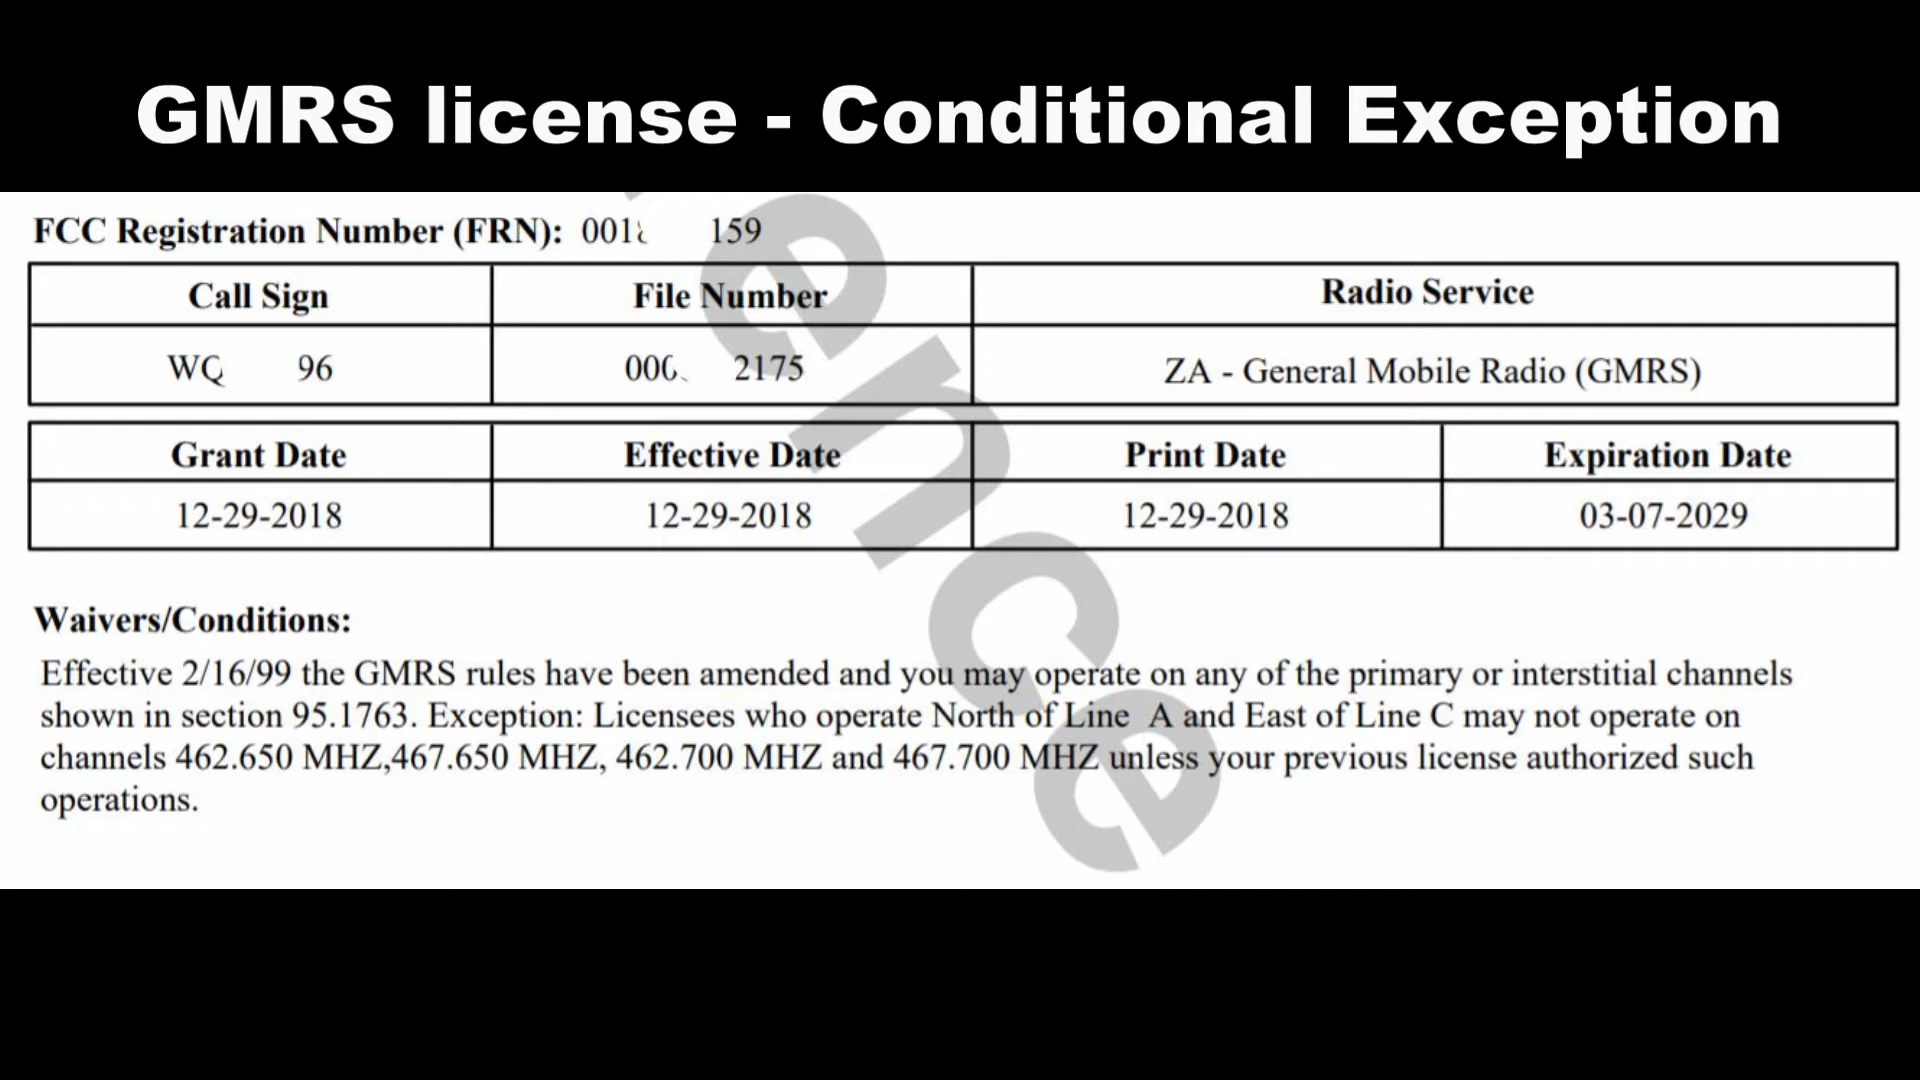 GMRS license - Conditional Exception
FCC Registration Number (FRN): 001 159
Call Sign File Number Radio Service
WQ 96 000 2175 ZA - General Mobile Radio (GMRS)
Grant Date Effective Date Print Date Expiration Date
12-29-2018 12-29-2018 12-29-2018 03-07-2029
Waivers/Conditions:
Effective 2/16/99 the GMRS rules have been amended and you may operate on any of the primary or interstitial channels
shown in section 95.1763. Exception: Licensees who operate North of Line A and East of Line C may not operate on
channels 462.650 MHZ,467.650 MHZ, 462.700 MHZ and 467.700 MHZ unless your previous license authorized such
operations.
ence